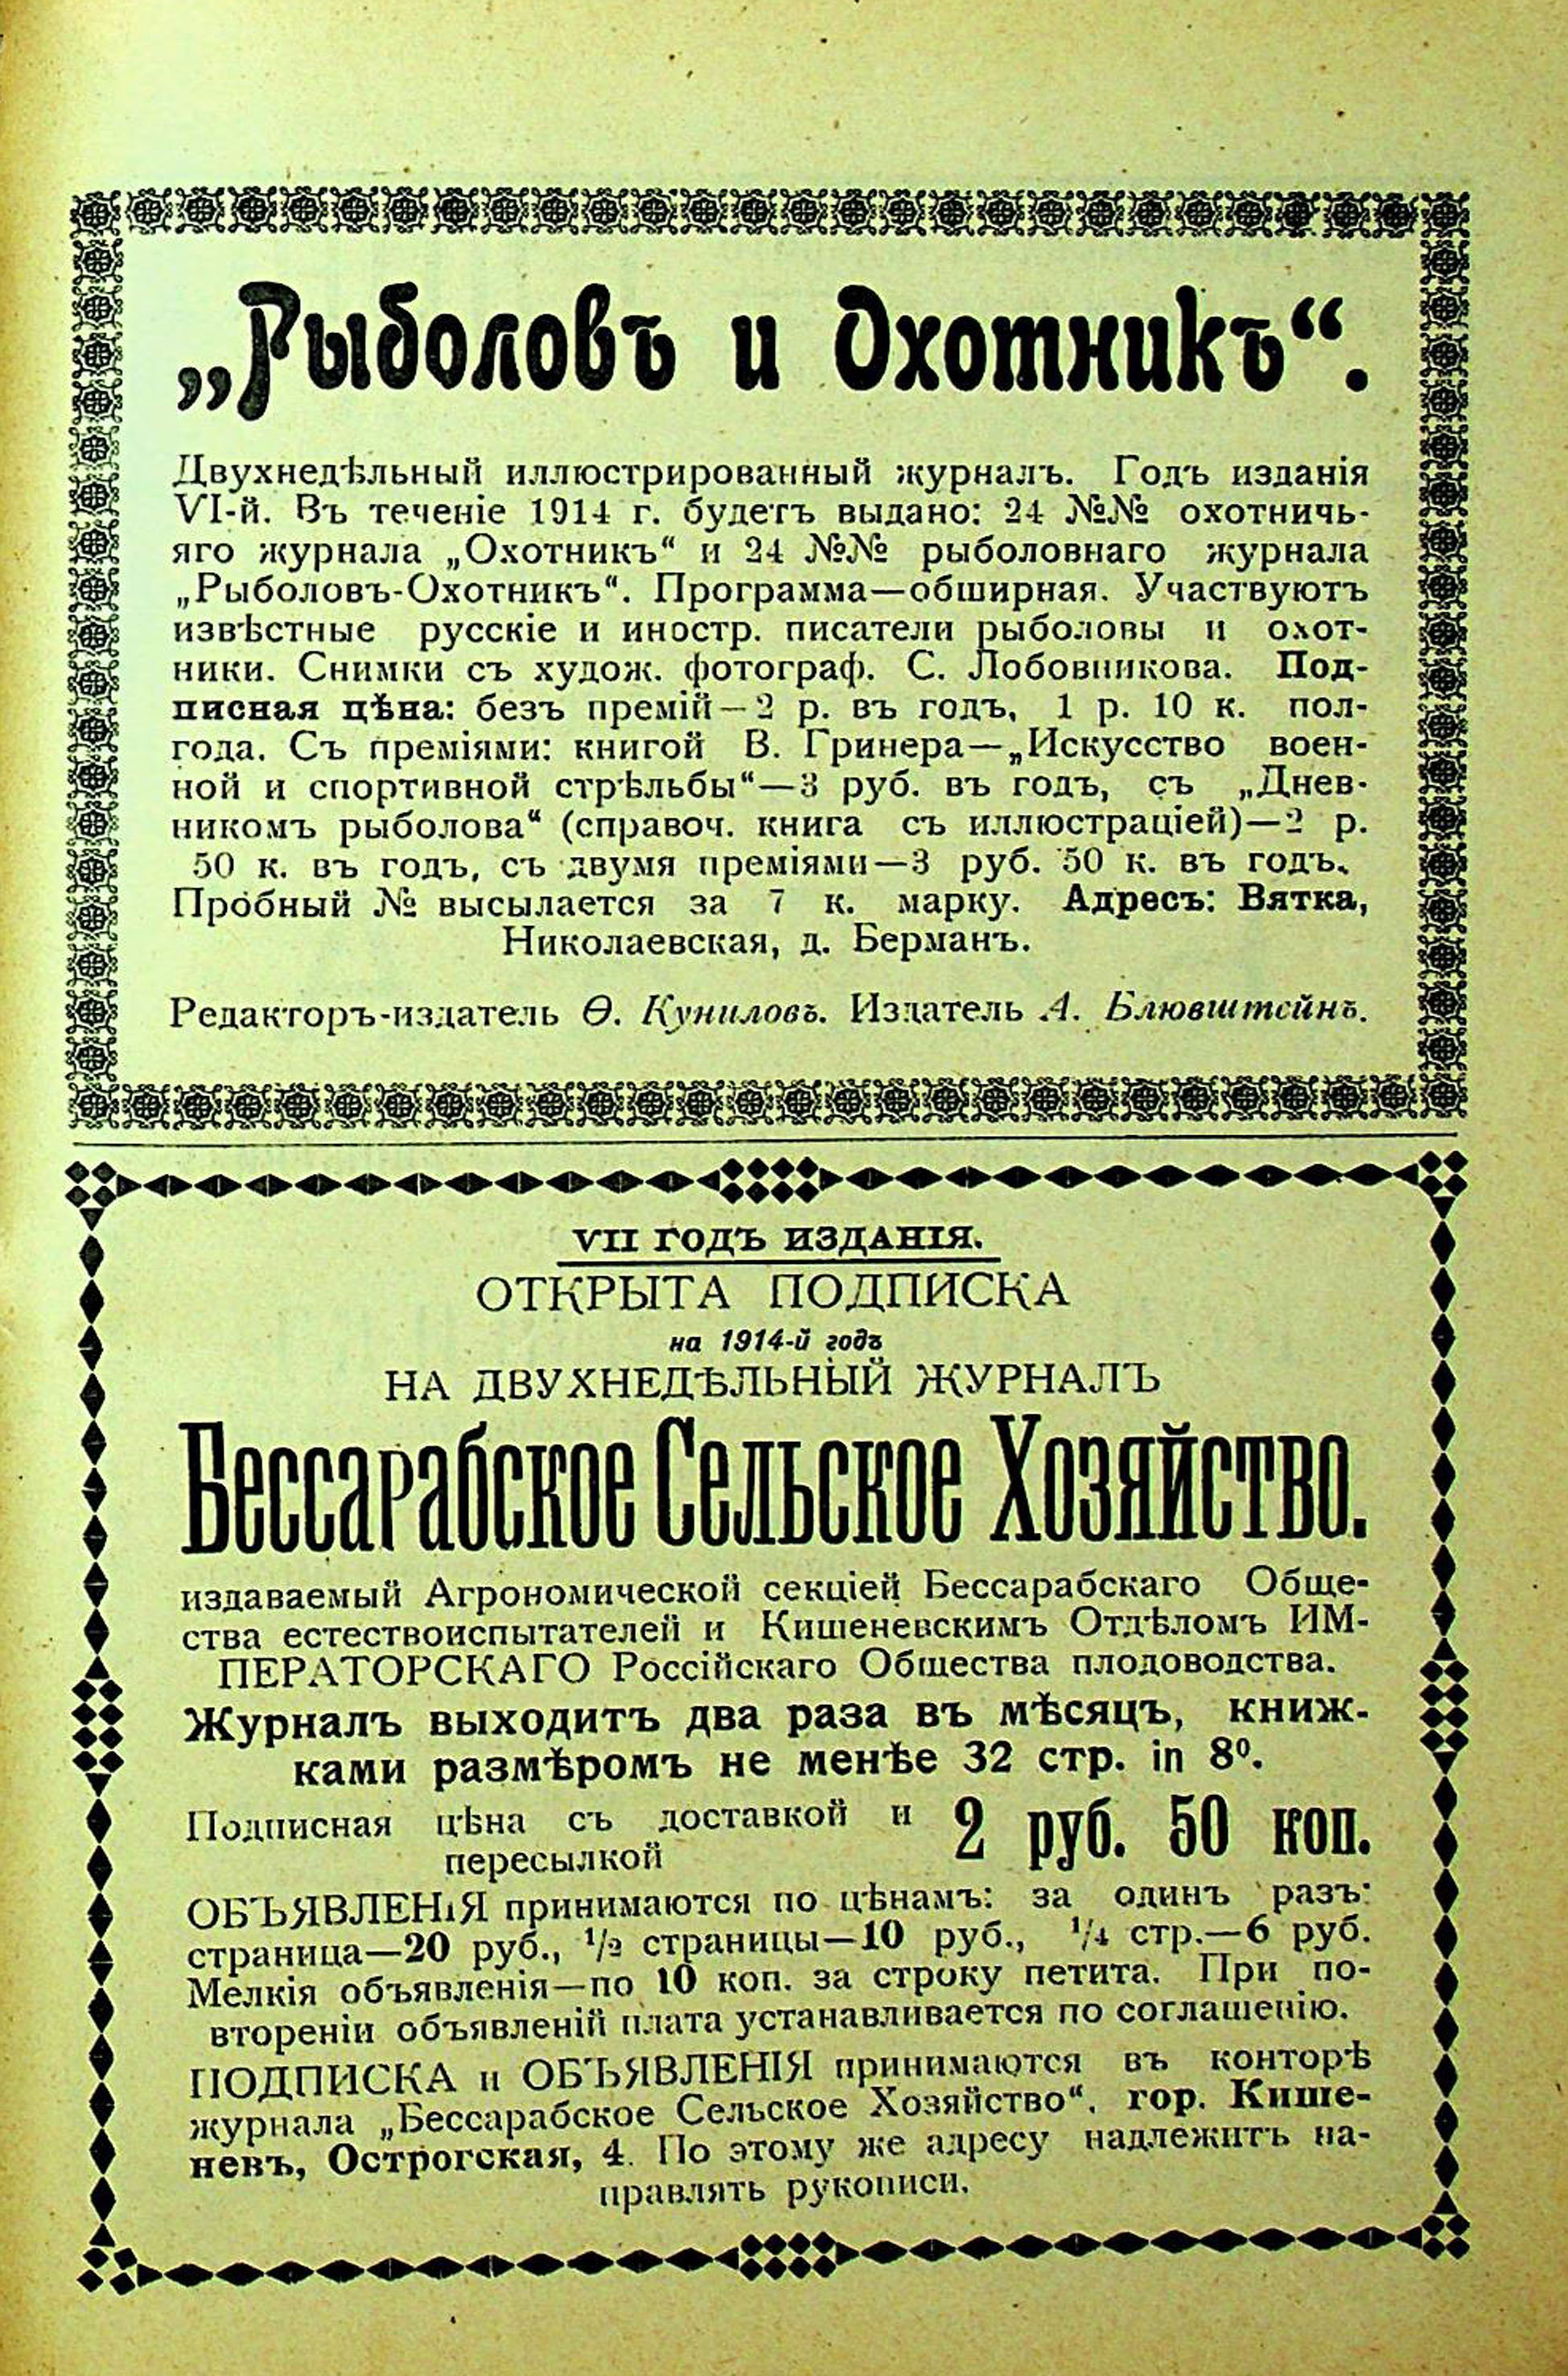 „Рыболовъ и Охотникъ“.
Двухнедѣльный иллюстрированный журналъ. Годъ изданія
VI-й. Въ теченіе 1914 г. будетъ выдано: 24 №№ охотничь-
яго журнала „Охотникъ“ и 24 №№ рыболовнаго журнала
„Рыболовъ-Охотникъ“. Программа—обширная. Участвуютъ
извѣстные русскіе и иностр. писатели рыболовы и охот-
ники. Снимки съ худож. фотограф. С. Лобовикова. Под-
писная цѣна: безъ премій—2 р. въ годъ, 1 р. 10 к. пол-
года. Съ преміями: книгой В. Гринера—„Искусство воен-
ной и спортивной стрѣльбы“—3 руб. въ годъ, съ „Днев-
никомъ рыболова“ (справоч. книга съ иллюстраціей)—2 р.
50 к. въ годъ, съ двумя преміями—3 руб. 50 к. въ годъ.
Пробный № высылается за 7 к. марку. Адресъ: Вятка,
Николаевская, д. Берманъ.
Редакторъ-издатель Ѳ. Куниловъ. Издатель А. Блювштейнъ.
VII ГОДЪ ИЗДАНІЯ.
ОТКРЫТА ПОДПИСКА
на 1914-й годъ
НА ДВУХНЕДѢЛЬНЫЙ ЖУРНАЛЪ
Бессарабское Сельское Хозяйство.
издаваемый Агрономической секціей Бессарабскаго Обще-
ства естествоиспытателей и Кишеневскимъ Отдѣломъ ИМ-
ПЕРАТОРСКАГО Россійскаго Общества плодоводства.
Журналъ выходитъ два раза въ мѣсяцъ, книж-
ками размѣромъ не менѣе 32 стр. in 8⁰.
Подписная цѣна съ доставкой и 2 руб. 50 коп.
пересылкой
ОБЪЯВЛЕНІЯ принимаются по цѣнамъ: за одинъ разъ:
страница—20 руб., ½ страницы—10 руб., ¼ стр.—6 руб.
Мелкія объявленія—по 10 коп. за строку петита. При по-
втореніи объявленій плата устанавливается по соглашенію.
ПОДПИСКА и ОБЪЯВЛЕНІЯ принимаются въ конторѣ
журнала „Бессарабское Сельское Хозяйство“, гор. Кише-
невъ, Острогская, 4. По этому же адресу надлежитъ на-
правлять рукописи.